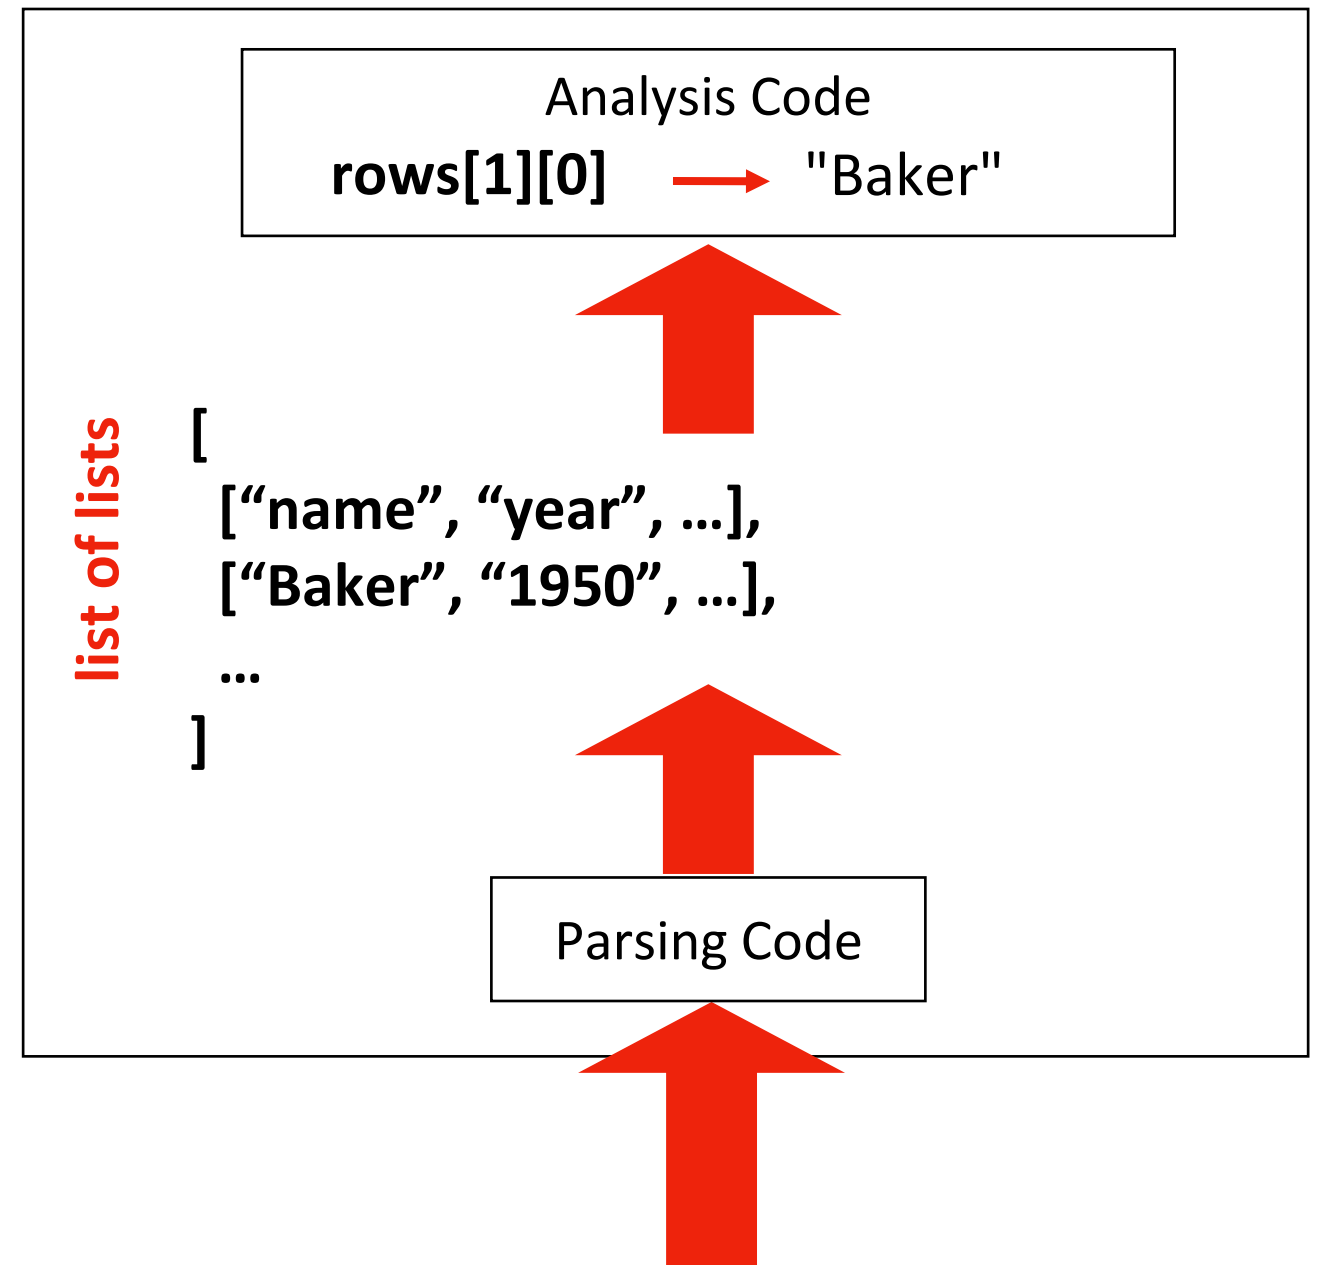 Analysis Code
rows[1][0] "Baker"
list of lists
[
[“name”, “year”, …],
[“Baker”, “1950”, …],
…
]
Parsing Code